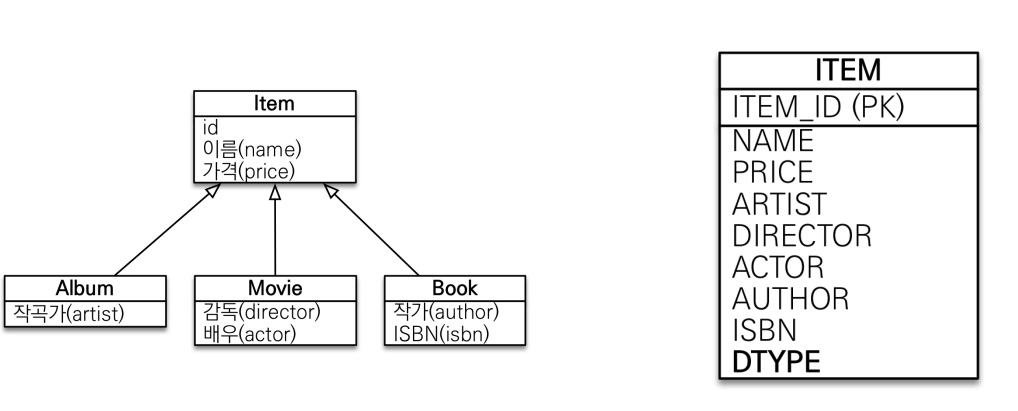 Item
id
이름(name)
가격(price)
Album
작곡가(artist)
Movie
감독(director)
배우(actor)
Book
작가(author)
ISBN(isbn)
ITEM
ITEM_ID (PK)
NAME
PRICE
ARTIST
DIRECTOR
ACTOR
AUTHOR
ISBN
DTYPE